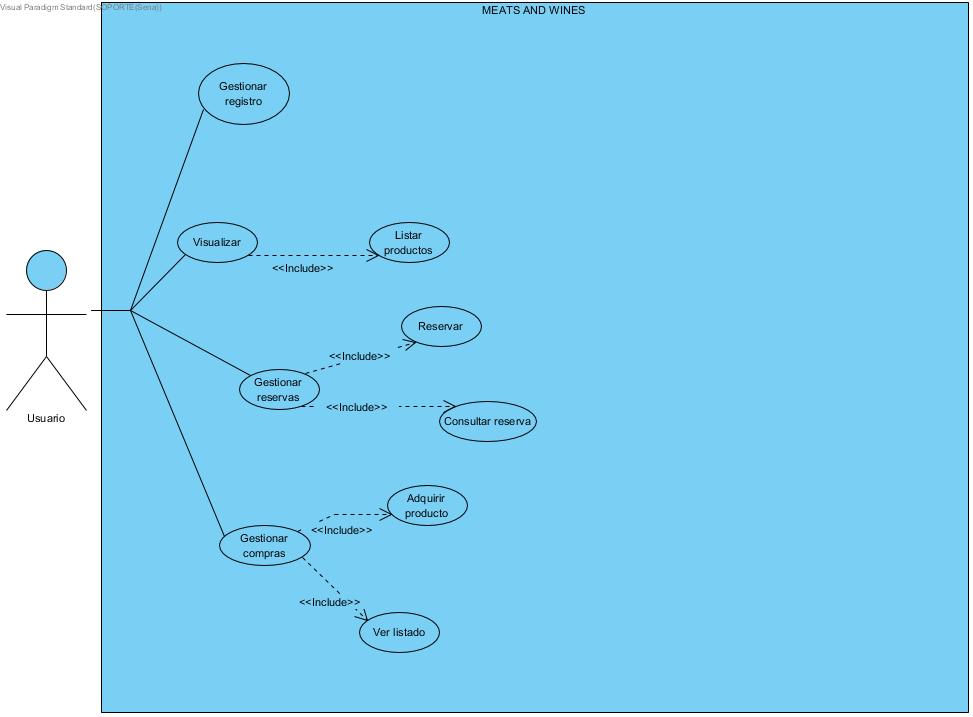 Visual Paradigm Standard(SOPORTE(Sena))
MEATS AND WINES
Gestionar
registro
Visualizar
Listar
productos
<<Include>>
Reservar
<<Include>>
Gestionar
reservas
<<Include>>
Consultar reserva
Usuario
Adquirir
producto
<<Include>>
Gestionar
compras
<<Include>>
Ver listado